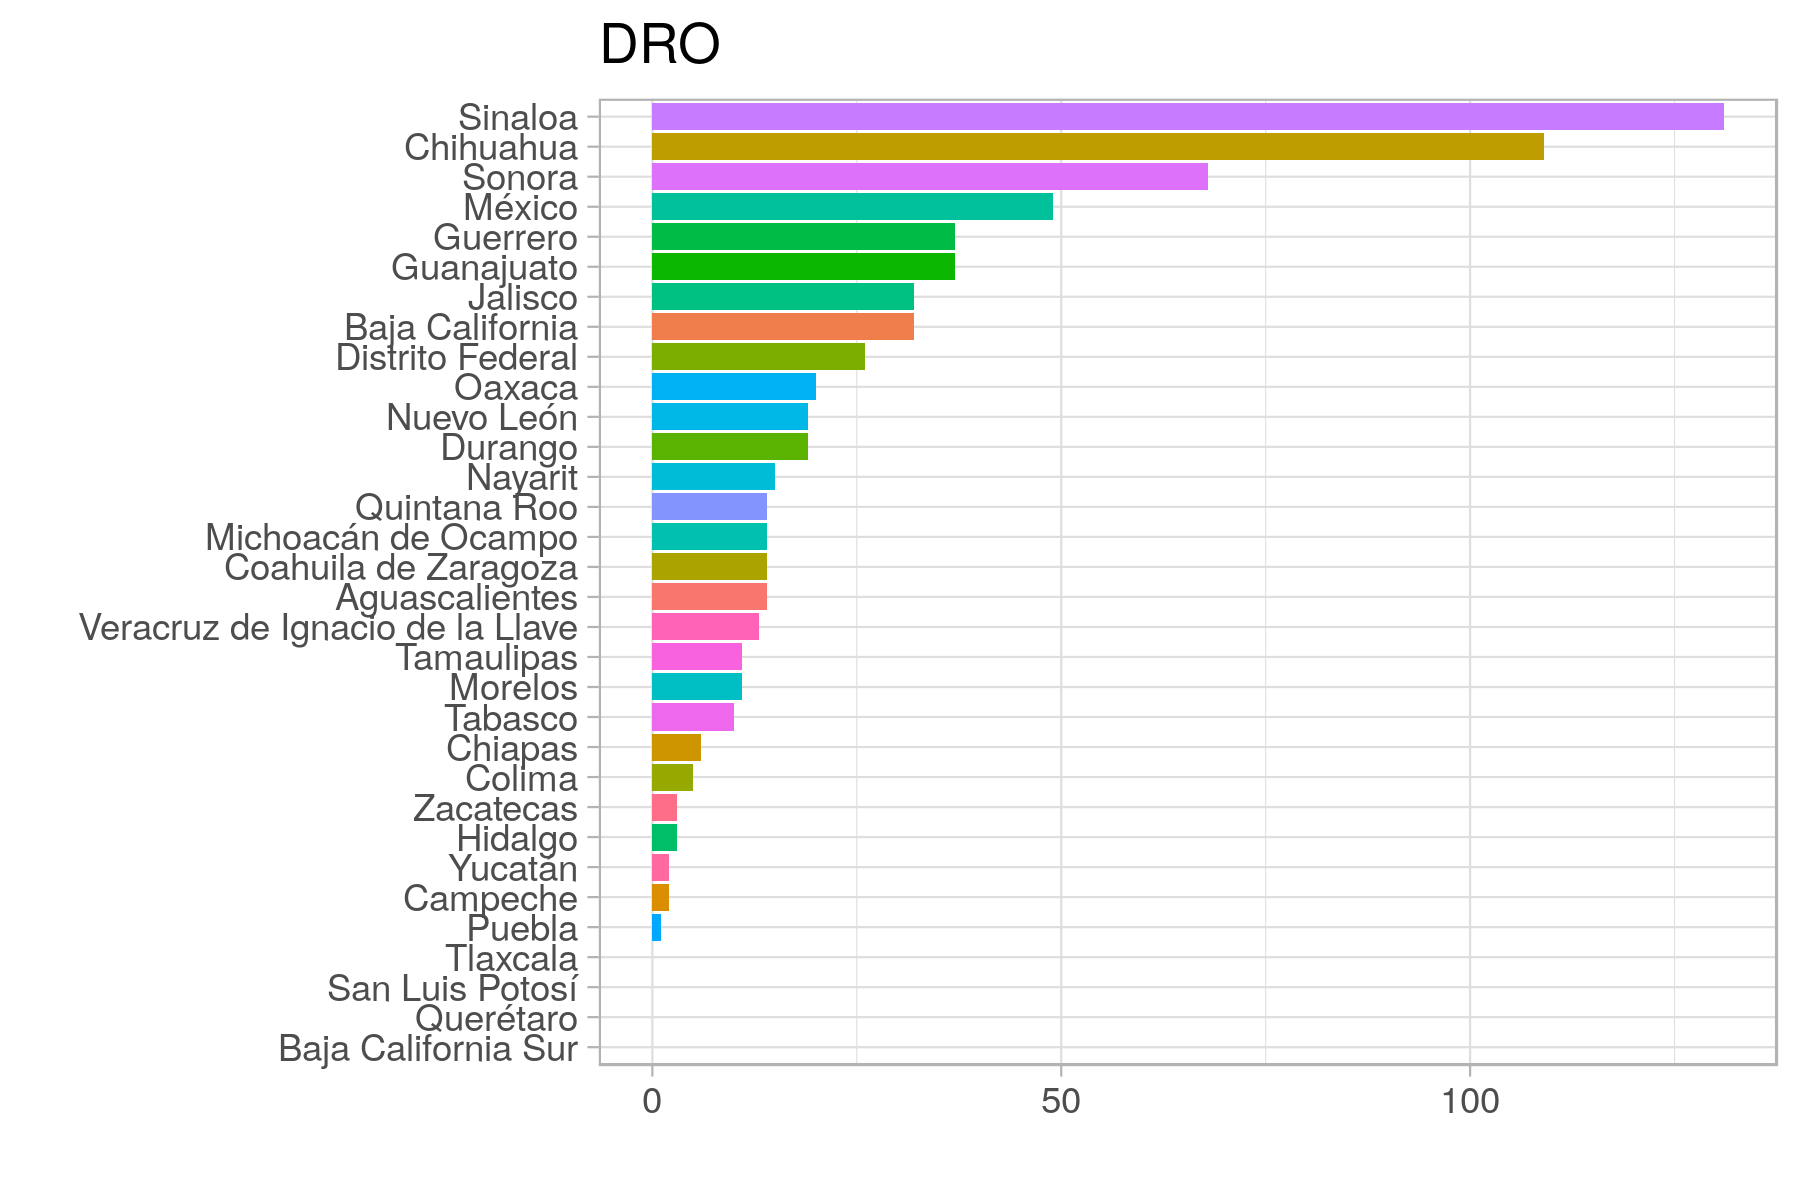 DRO
Sinaloa
Chihuahua
Sonora
México
Guerrero
Guanajuato
Jalisco
Baja California
Distrito Federal
Oaxaca
Nuevo León
Durango
Nayarit
Quintana Roo
Michoacán de Ocampo
Coahuila de Zaragoza
Aguascalientes
Veracruz de Ignacio de la Llave
Tamaulipas
Morelos
Tabasco
Chiapas
Colima
Zacatecas
Hidalgo
Yucatán
Campeche
Puebla
Tlaxcala
San Luis Potosí
Querétaro
Baja California Sur
0 50 100